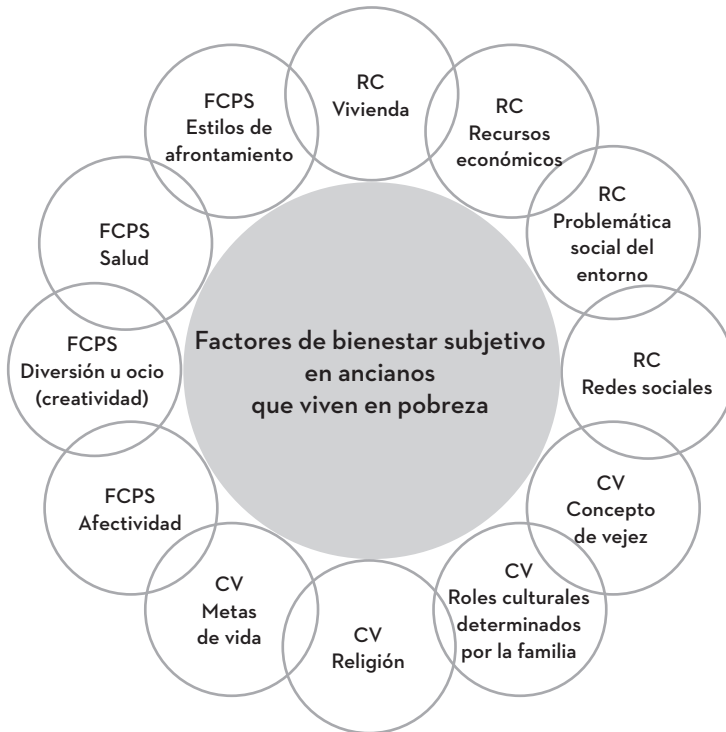 RC
Vivienda
RC
Recursos
económicos
RC
Problemática
social del
entorno
RC
Redes sociales
CV
Concepto
de vejez
CV
Roles culturales
determinados
por la familia
CV
Religión
CV
Metas
de vida
FCPS
Afectividad
FCPS
Diversión u ocio
(creatividad)
FCPS
Salud
FCPS
Estilos de
afrontamiento
Factores de bienestar subjetivo
en ancianos
que viven en pobreza